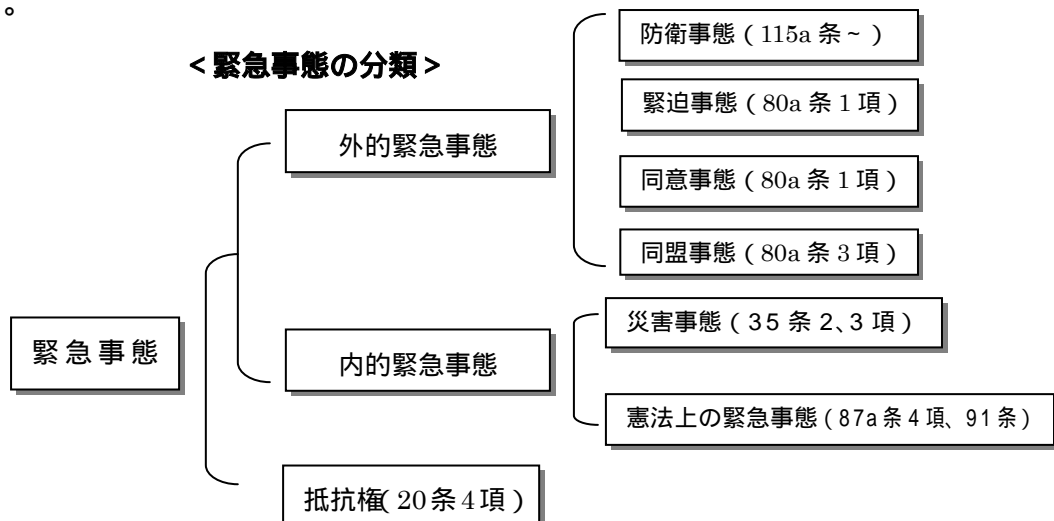 。
<緊急事態の分類>
防衛事態(115a 条~)
緊迫事態(80a 条 1 項)
外的緊急事態
同意事態(80a 条 1 項)
同盟事態(80a 条 3 項)
災害事態(35 条 2、3 項)
緊急事態
内的緊急事態
憲法上の緊急事態(87a 条 4 項、91 条)
抵抗権(20 条 4 項)